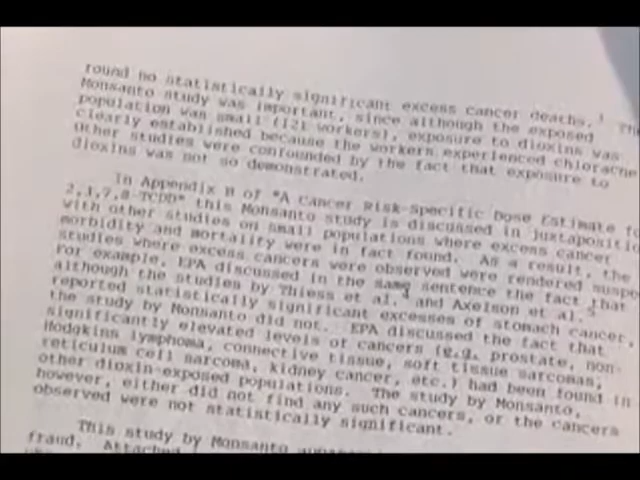 found no statistically significant excess cancer deaths.1 The
Monsanto study was important, since although the exposed
population was small (121 workers), exposure to dioxins was
clearly established because the workers experienced chloracne
Other studies were confounded by the fact that exposure to
dioxins was not so demonstrated.
In Appendix B of "A Cancer Risk-Specific Dose Estimate fo
2,3,7,8-TCDD" this Monsanto study is discussed in juxtapositio
with other studies on small populations where excess cancer
morbidity and mortality were in fact found. As a result, the
studies where excess cancers were observed were rendered suspe
For example, EPA discussed in the same sentence the fact that
although the studies by Thiess et al.4 and Axelson et al.5
reported statistically significant excesses of stomach cancer,
the study by Monsanto did not. EPA discussed the fact that
significantly elevated levels of cancers (e.g. prostate, non-
Hodgkins lymphoma, connective tissue, soft tissue sarcomas,
reticulum cell sarcoma, kidney cancer, etc.) had been found in
other dioxin-exposed populations. The study by Monsanto,
however, either did not find any such cancers, or the cancers
observed were not statistically significant.
This study by Monsanto
fraud. Attached